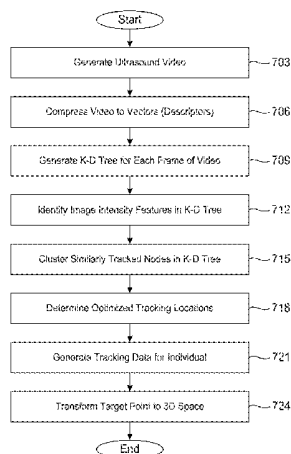 Start
Generate Ultrasound Video
703
Compress Video to Vectors (Descriptors)
706
Generate K-D Tree for Each Frame of Video
709
Identify Image Intensity Features in K-D Tree
712
Cluster Similarly Tracked Nodes in K-D Tree
715
Determine Optimized Tracking Locations
718
Generate Tracking Data for Individual
721
Transform Target Point to 3D Space
724
End